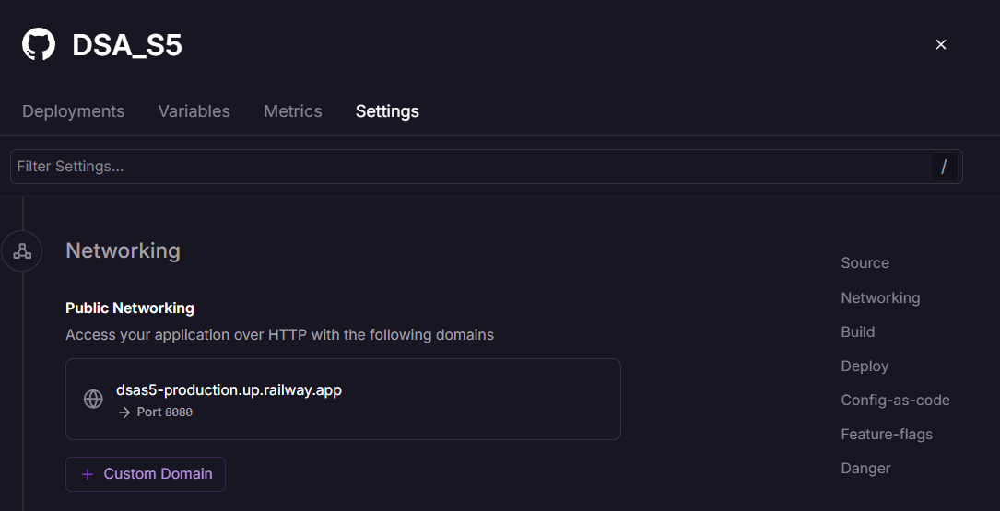 DSA_S5
Deployments Variables Metrics Settings
Filter Settings... /
Networking
Public Networking
Access your application over HTTP with the following domains
dsas5-production.up.railway.app
→ Port 8080
+ Custom Domain
Source
Networking
Build
Deploy
Config-as-code
Feature-flags
Danger